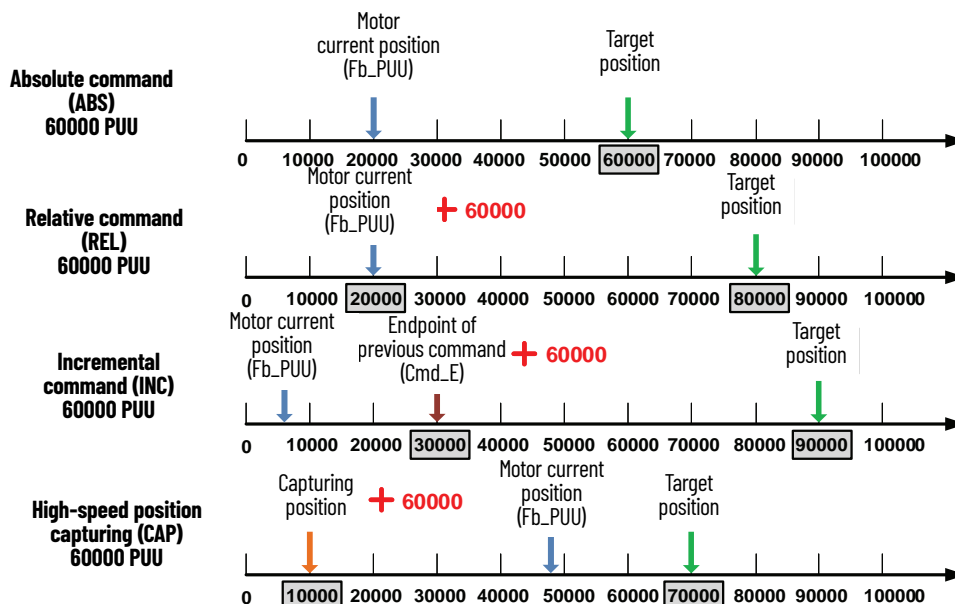 Motor
current position
(Fb_PUU)
Target
position
Absolute command
(ABS)
60000 PUU
0 10000 20000 30000 40000 50000 60000 70000 80000 90000 100000
Motor current
position
(Fb_PUU)
+ 60000
Target
position
Relative command
(REL)
60000 PUU
0 10000 20000 30000 40000 50000 60000 70000 80000 90000 100000
Motor current
position
(Fb_PUU)
Endpoint of
previous command
(Cmd_E)
+ 60000
Target
position
Incremental
command (INC)
60000 PUU
0 10000 20000 30000 40000 50000 60000 70000 80000 90000 100000
Capturing
position
+ 60000
Motor current
position
(Fb_PUU)
Target
position
High-speed position
capturing (CAP)
60000 PUU
0 10000 20000 30000 40000 50000 60000 70000 80000 90000 100000